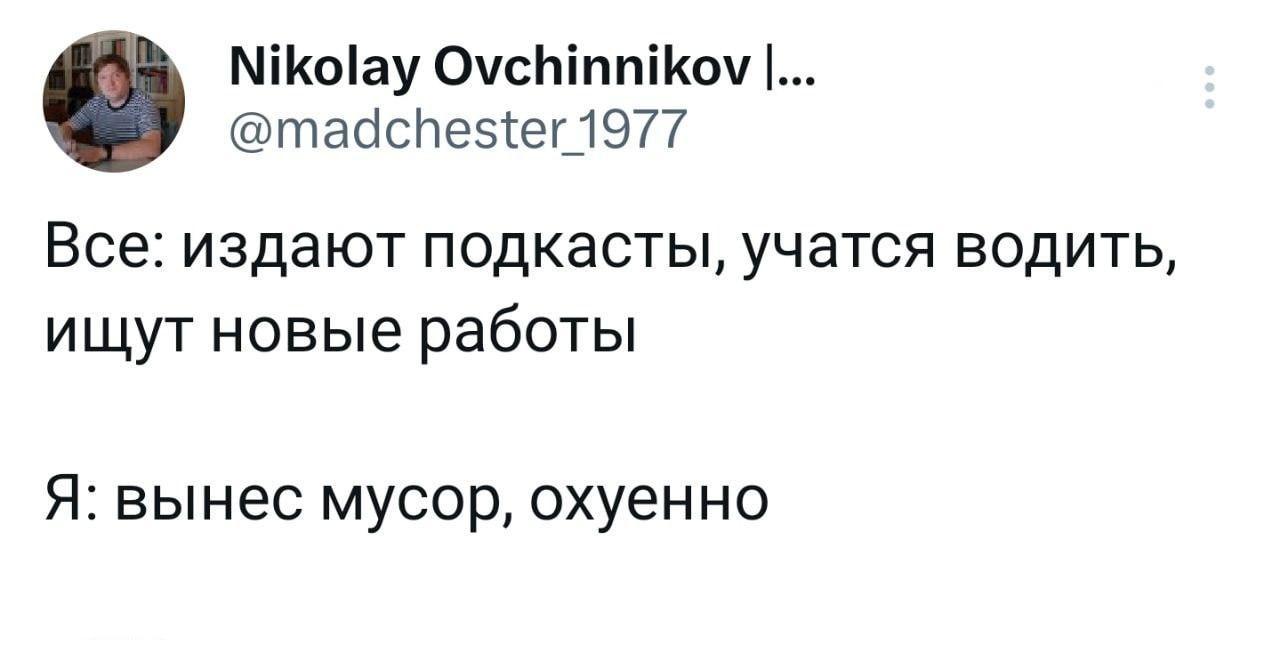 Nikolay Ovchinnikov |...
@madchester_1977
Все: издают подкасты, учатся водить,
ищут новые работы
Я: вынес мусор, охуенно